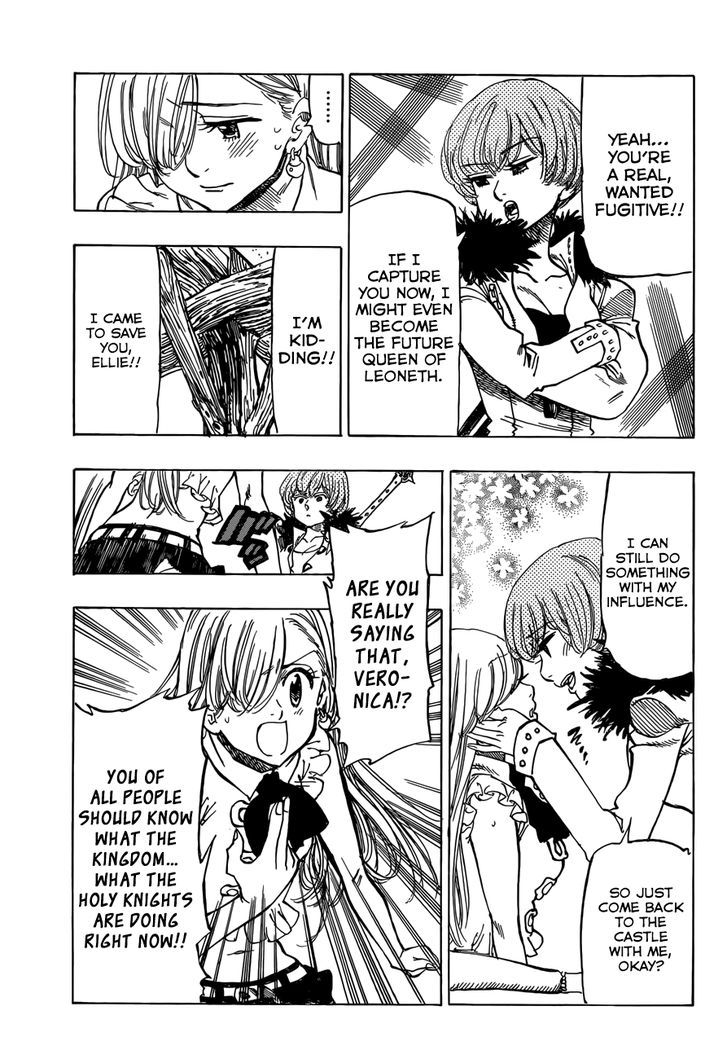 YEAH...
YOU'RE
A REAL,
WANTED
FUGITIVE!!
IF I
CAPTURE
YOU NOW, I
MIGHT EVEN
BECOME
THE FUTURE
QUEEN OF
LEONETH.
......
I'M
KID-
DING!!
I CAME
TO SAVE
YOU,
ELLIE!!
I CAN
STILL DO
SOMETHING
WITH MY
INFLUENCE.
SO JUST
COME BACK
TO THE
CASTLE
WITH ME,
OKAY?
ARE YOU
REALLY
SAYING
THAT,
VERO-
NICA!?
YOU OF
ALL PEOPLE
SHOULD KNOW
WHAT THE
KINGDOM...
WHAT THE
HOLY KNIGHTS
ARE DOING
RIGHT NOW!!